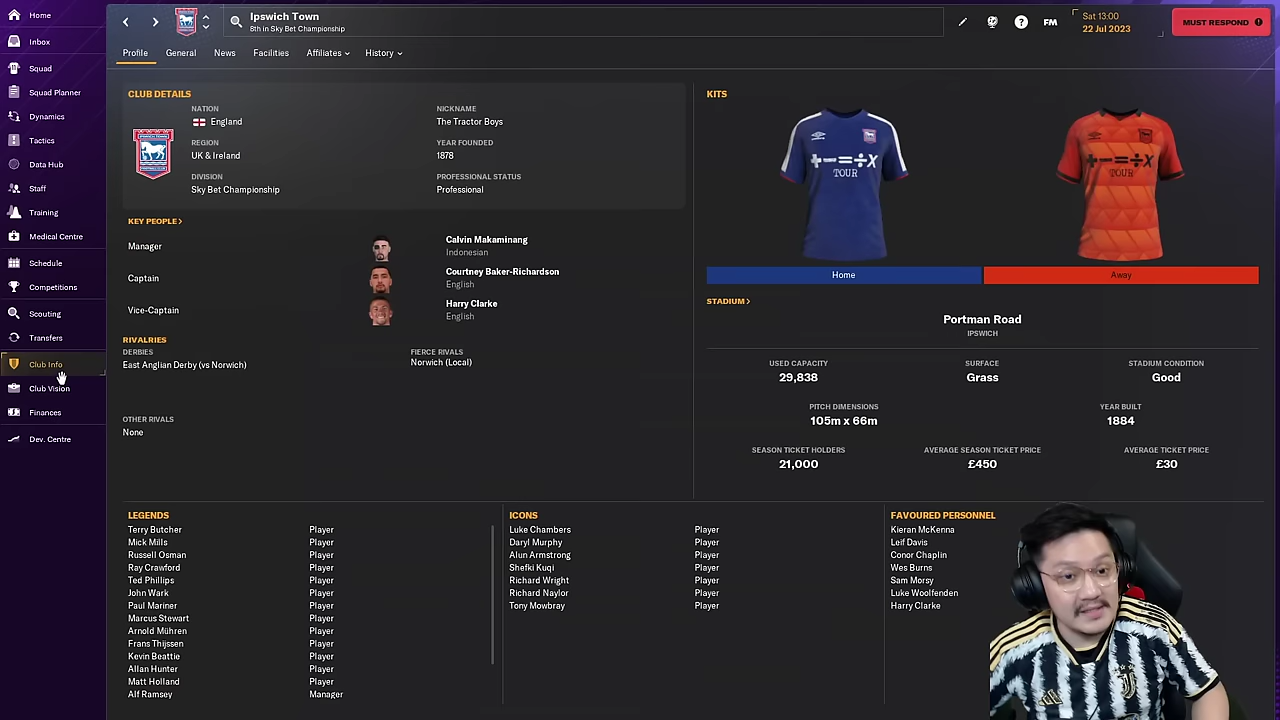 Home
Inbox
Squad
Squad Planner
Dynamics
Tactics
Data Hub
Staff
Training
Medical Centre
Schedule
Competitions
Scouting
Transfers
Club Info
Club Vision
Finances
Dev. Centre
Ipswich Town
8th in Sky Bet Championship
FM
Sat 13:00
22 Jul 2023
MUST RESPOND
Profile General News Facilities Affiliates History
CLUB DETAILS
NATION
England
NICKNAME
The Tractor Boys
REGION
UK & Ireland
YEAR FOUNDED
1878
DIVISION
Sky Bet Championship
PROFESSIONAL STATUS
Professional
KEY PEOPLE >
Manager
Calvin Makaminang
Indonesian
Captain
Courtney Baker-Richardson
English
Vice-Captain
Harry Clarke
English
RIVALRIES
DERBIES
East Anglian Derby (vs Norwich)
FIERCE RIVALS
Norwich (Local)
OTHER RIVALS
None
KITS
+−=÷x
TOUR
+−=÷x
TOUR
Home
Away
STADIUM >
Portman Road
IPSWICH
USED CAPACITY
29,838
SURFACE
Grass
STADIUM CONDITION
Good
PITCH DIMENSIONS
105m x 66m
YEAR BUILT
1884
SEASON TICKET HOLDERS
21,000
AVERAGE SEASON TICKET PRICE
£450
AVERAGE TICKET PRICE
£30
LEGENDS
Terry Butcher Player
Mick Mills Player
Russell Osman Player
Ray Crawford Player
Ted Phillips Player
John Wark Player
Paul Mariner Player
Marcus Stewart Player
Arnold Mühren Player
Frans Thijssen Player
Kevin Beattie Player
Allan Hunter Player
Matt Holland Player
Alf Ramsey Manager
ICONS
Luke Chambers Player
Daryl Murphy Player
Alun Armstrong Player
Shefki Kuqi Player
Richard Wright Player
Richard Naylor Player
Tony Mowbray Player
FAVOURED PERSONNEL
Kieran McKenna
Leif Davis
Conor Chaplin
Wes Burns
Sam Morsy
Luke Woolfenden
Harry Clarke